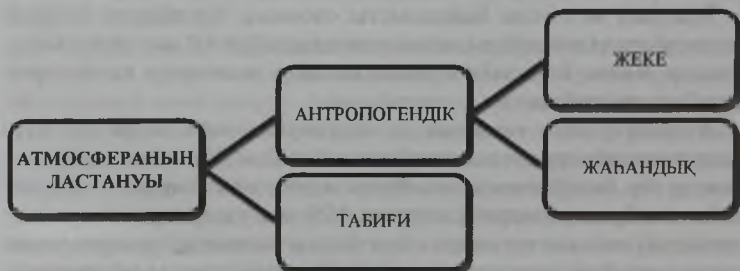 АТМОСФЕРАНЫҢ
ЛАСТАНУЫ
АНТРОПОГЕНДІК
ТАБИҒИ
ЖЕКЕ
ЖАҺАНДЫҚ